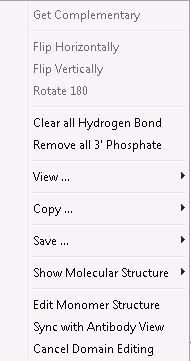 Get Complementary
Flip Horizontally
Flip Vertically
Rotate 180
Clear all Hydrogen Bond
Remove all 3' Phosphate
View ...
Copy ...
Save ...
Show Molecular Structure
Edit Monomer Structure
Sync with Antibody View
Cancel Domain Editing